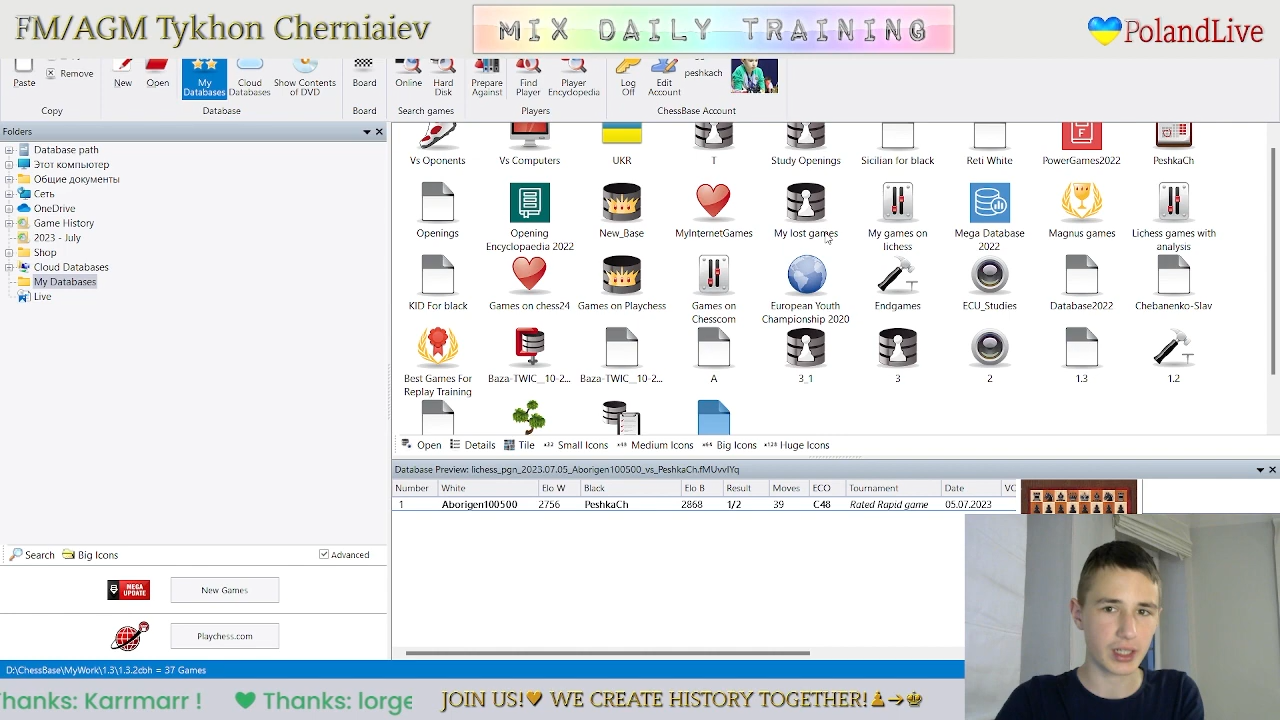 FM/AGM Tykhon Cherniaiev
MIX DAILY TRAINING
PolandLive
Paste
Remove
New
Open
My Databases
Cloud Databases
Show Contents of DVD
Board
Online
Hard Disk
Prepare Against
Find Player
Player Encyclopedia
Log Off
Edit Account
peshkach
Copy
Database
Board
Search games
Players
ChessBase Account
Folders
Database path
Этот компьютер
Общие документы
Сеть
OneDrive
Game History
2023 - July
Shop
Cloud Databases
My Databases
Live
Vs Oponents
Vs Computers
UKR
T
Study Openings
Sicilian for black
Reti White
PowerGames2022
PeshkaCh
Openings
Opening Encyclopaedia 2022
New_Base
MyInternetGames
My lost games
My games on lichess
Mega Database 2022
Magnus games
Lichess games with analysis
KID For black
Games on chess24
Games on Playchess
Games on Chesscom
European Youth Championship 2020
Endgames
ECU_Studies
Database2022
Chebanenko-Slav
Best Games For Replay Training
Baza-TWIC__10-2...
Baza-TWIC__10-2...
A
3_1
3
2
1.3
1.2
Open Details Tile Small Icons Medium Icons Big Icons Huge Icons
Database Preview: lichess_pgn_2023.07.05_Aborigen100500_vs_PeshkaCh.fMUvvIYq
Number White Elo W Black Elo B Result Moves ECO Tournament Date
1 Aborigen100500 2756 PeshkaCh 2868 1/2 39 C48 Rated Rapid game 05.07.2023
Search Big Icons Advanced
MEGA UPDATE
New Games
Playchess.com
D:\ChessBase\MyWork\1.3\1.3.2cbh = 37 Games
Thanks: Karrmarr ! Thanks: lorge
JOIN US! WE CREATE HISTORY TOGETHER!